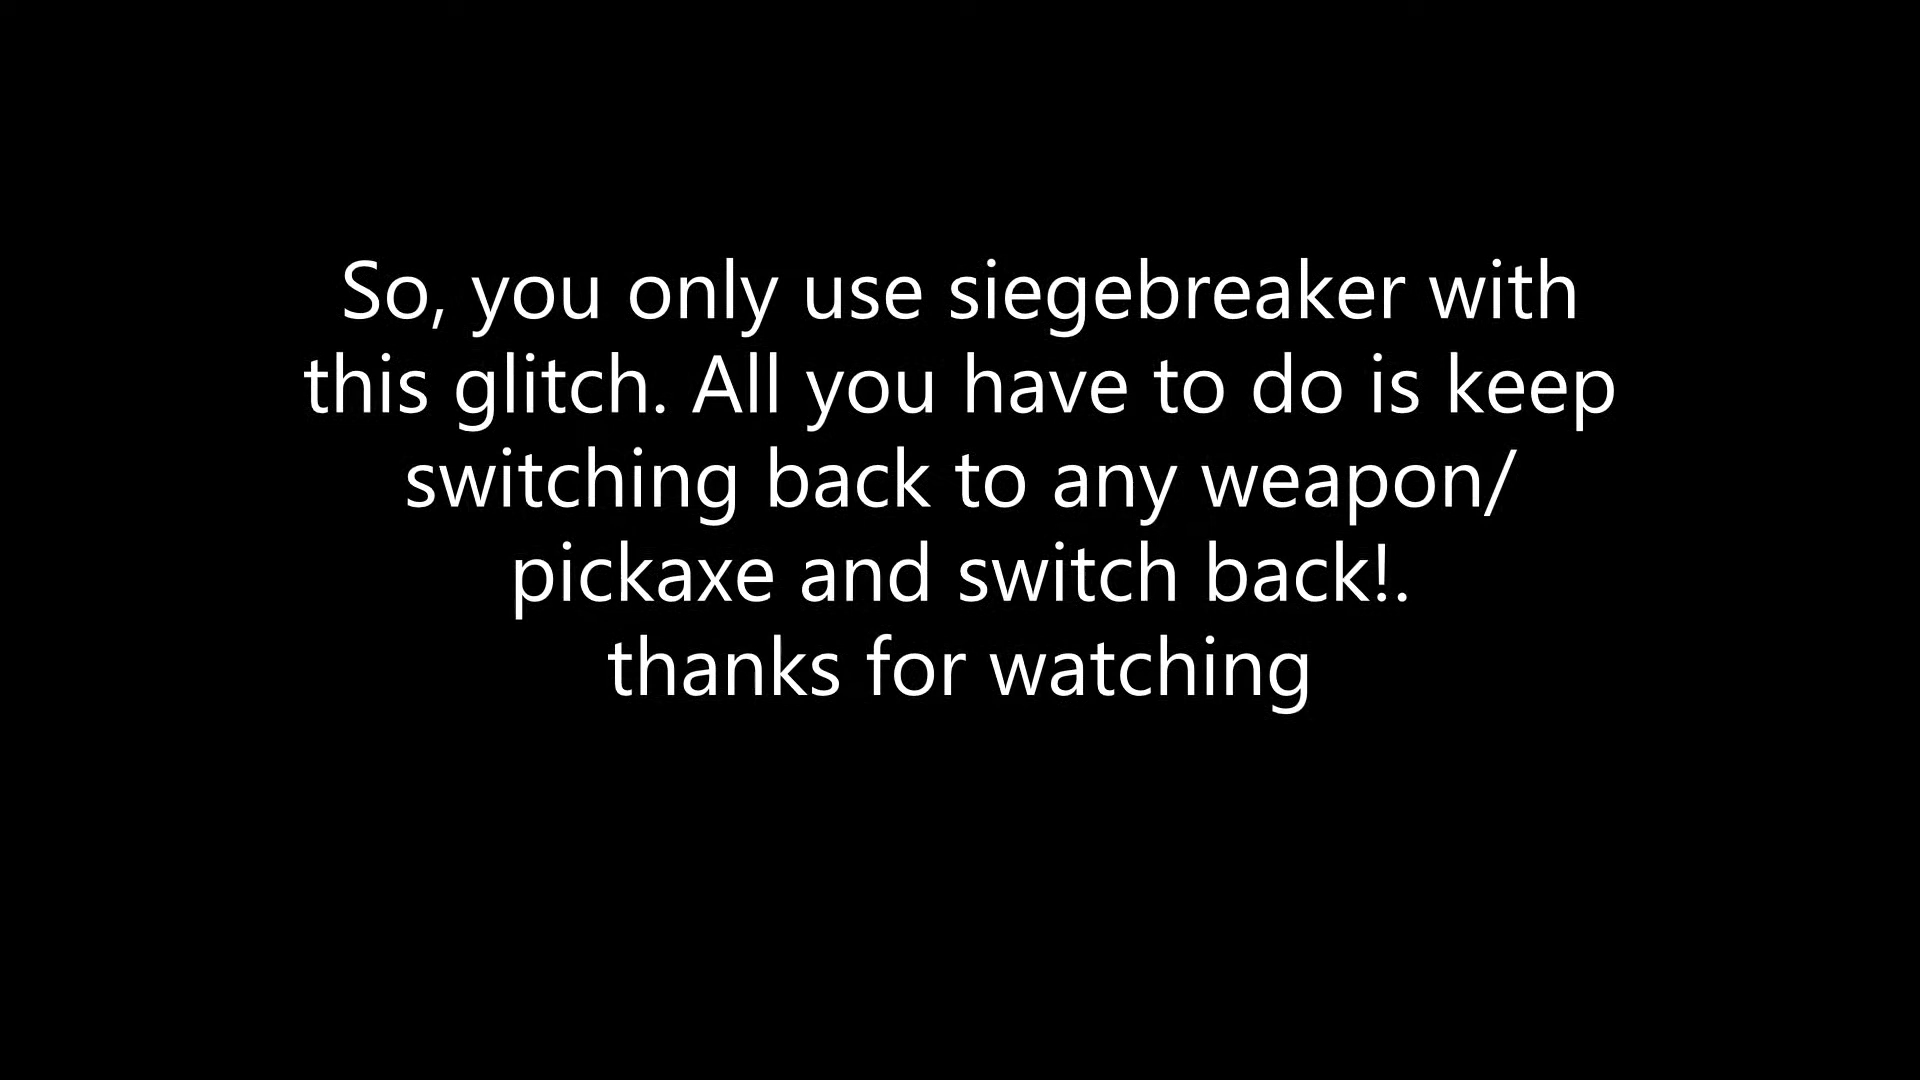 So, you only use siegebreaker with
this glitch. All you have to do is keep
switching back to any weapon/
pickaxe and switch back!.
thanks for watching